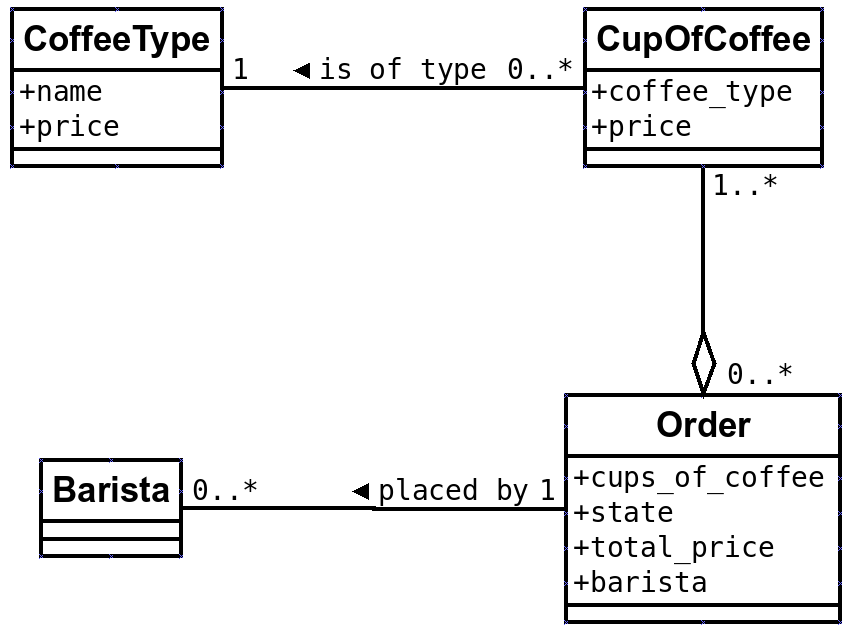 CoffeeType
+name
+price
1 ◄ is of type 0..*
CupOfCoffee
+coffee_type
+price
1..*
0..*
Order
+cups_of_coffee
+state
+total_price
+barista
Barista
0..* ◄ placed by 1